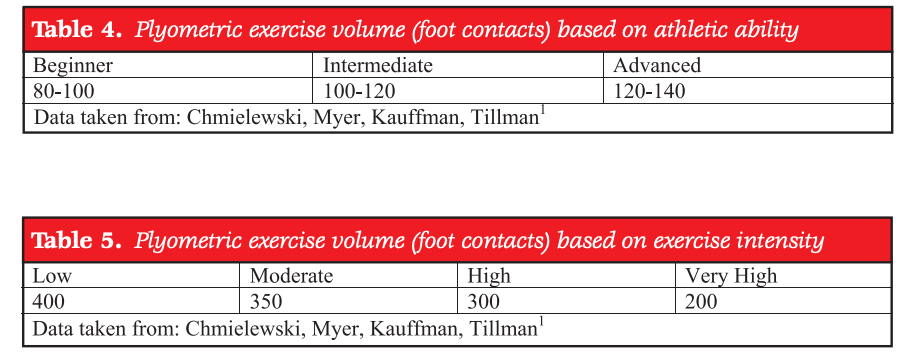 Table 4. Plyometric exercise volume (foot contacts) based on athletic ability
Beginner Intermediate Advanced
80-100 100-120 120-140
Data taken from: Chmielewski, Myer, Kauffman, Tillman1
Table 5. Plyometric exercise volume (foot contacts) based on exercise intensity
Low Moderate High Very High
400 350 300 200
Data taken from: Chmielewski, Myer, Kauffman, Tillman1